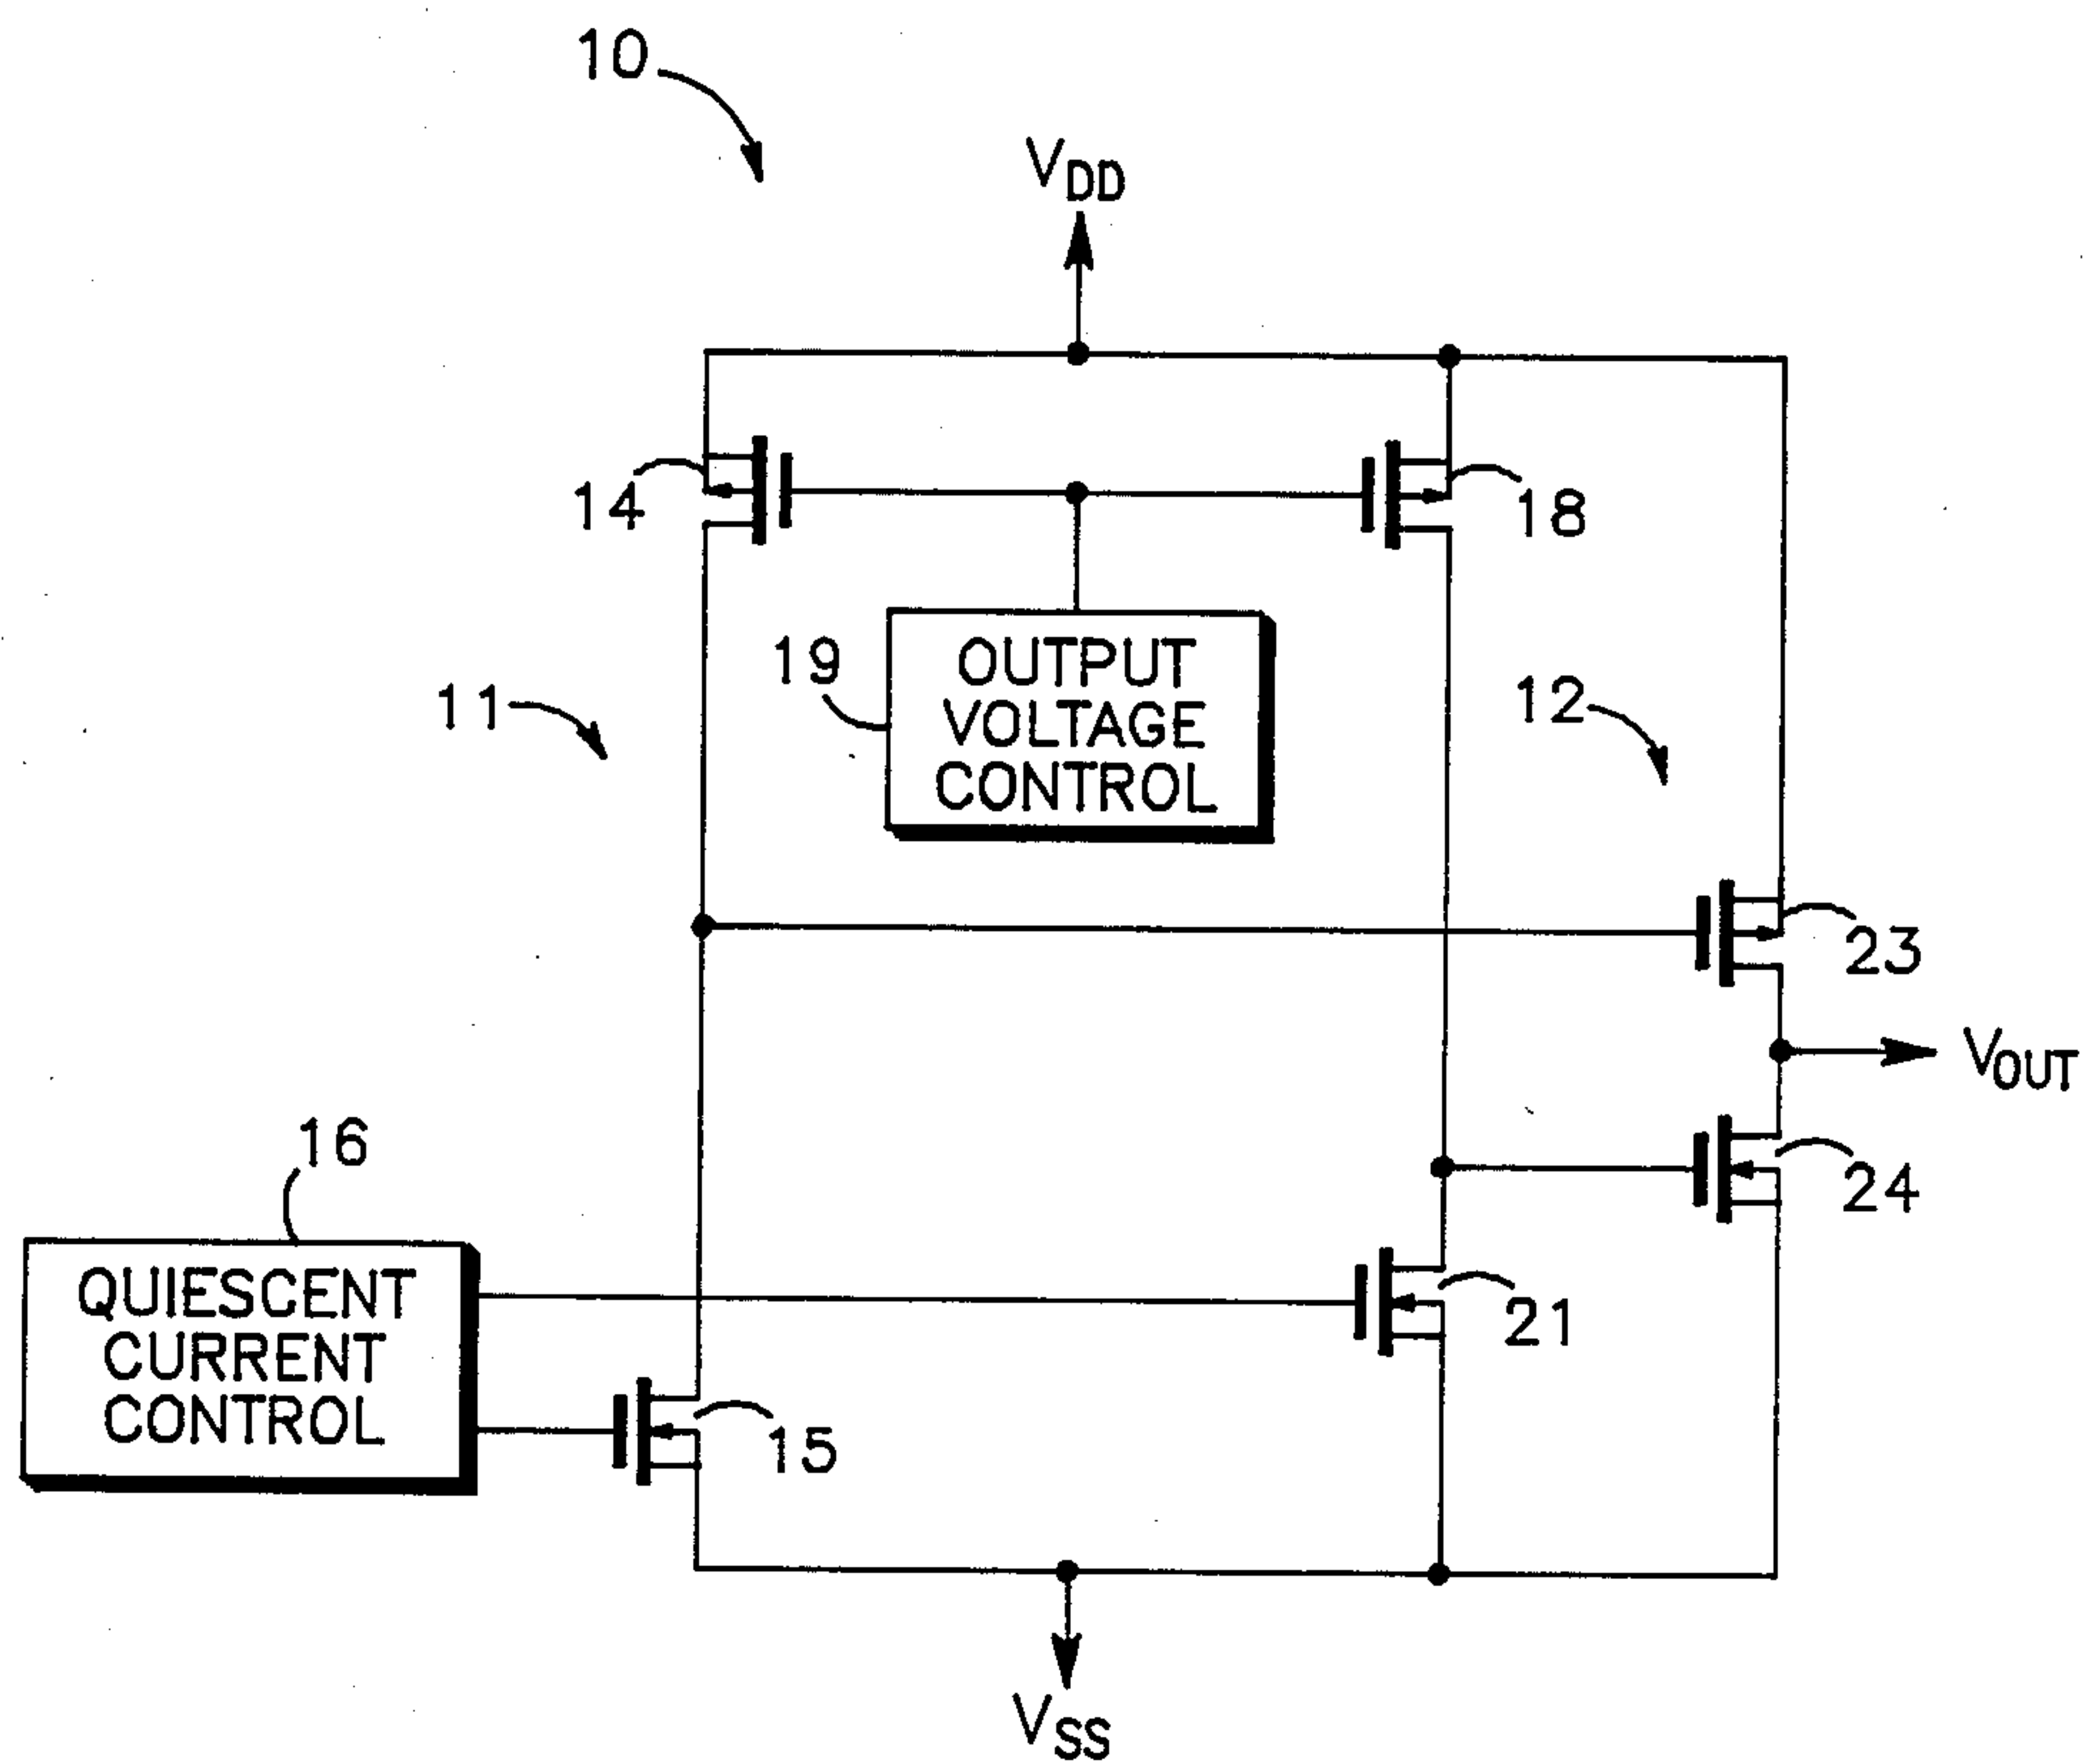 10
VDD
14
18
19
OUTPUT
VOLTAGE
CONTROL
11
12
23
VOUT
16
24
QUIESCENT
CURRENT
CONTROL
21
15
VSS